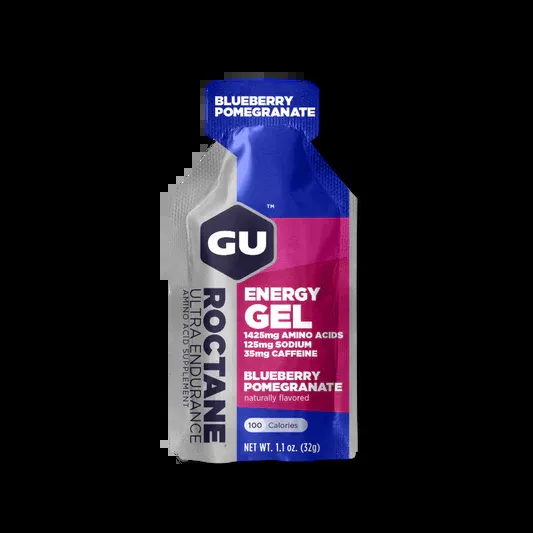 BLUEBERRY
POMEGRANATE
™
GU
ENERGY
GEL
1425mg AMINO ACIDS
125mg SODIUM
35mg CAFFEINE
BLUEBERRY
POMEGRANATE
naturally flavored
100 Calories
NET WT. 1.1 oz. (32g)
ROCTANE
ULTRA ENDURANCE
AMINO ACID SUPPLEMENT